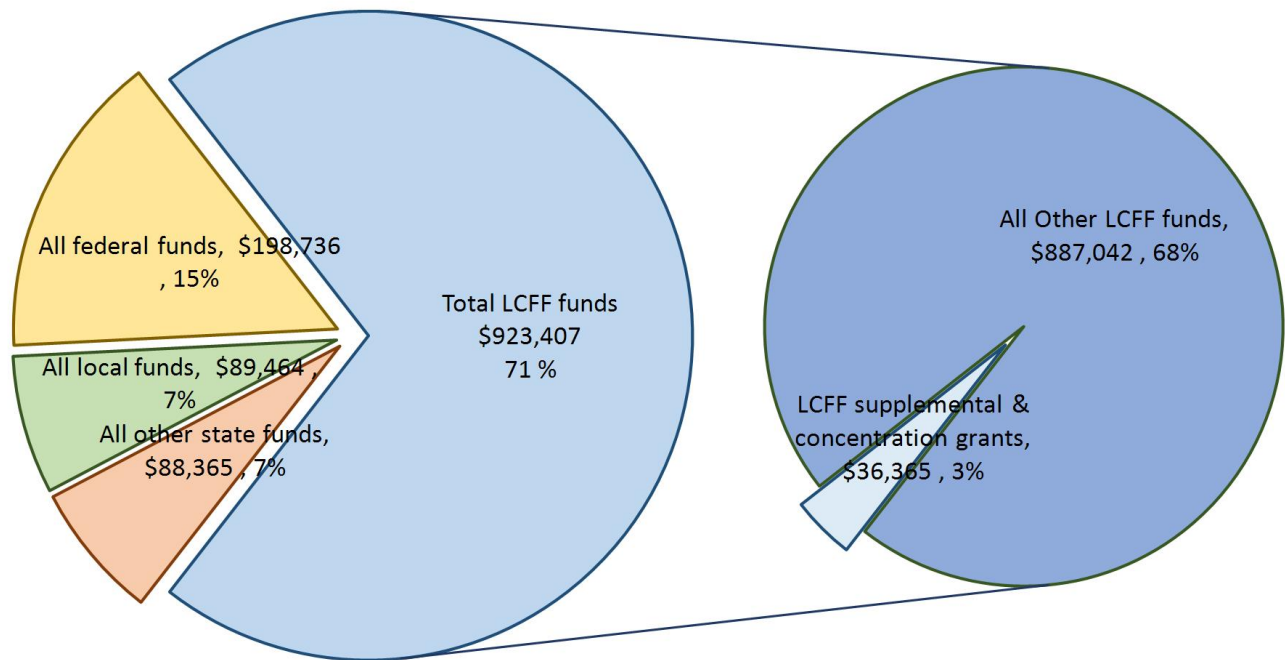 All federal funds,  $198,736
, 15%
All local funds,  $89,464 ,
7%
All other state funds,
$88,365 , 7%
Total LCFF funds
$923,407
71 %
All Other LCFF funds,
$887,042 , 68%
LCFF supplemental &
concentration grants,
$36,365 , 3%